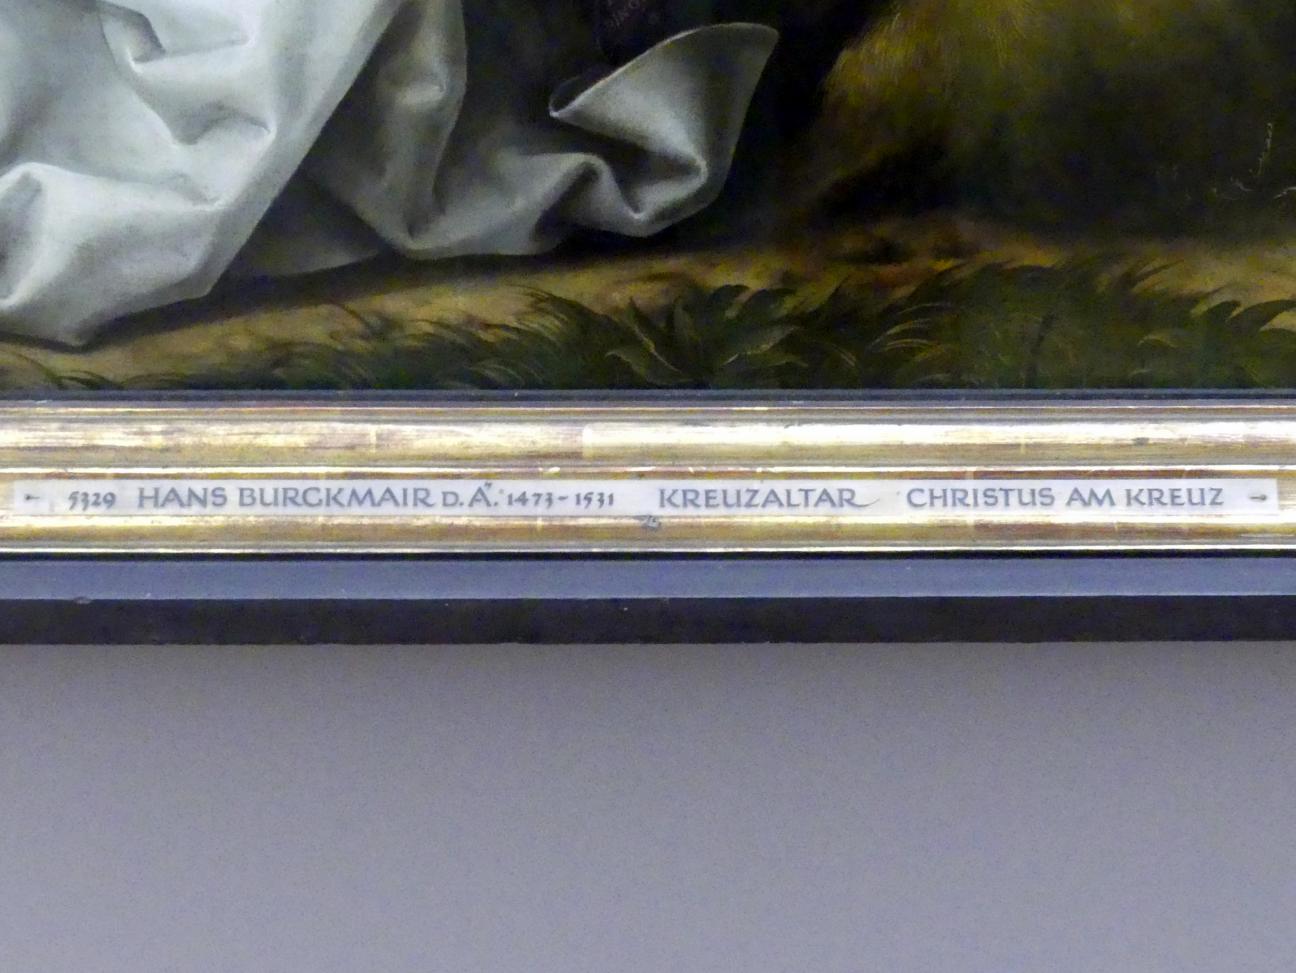 ← 5329 HANS BURGKMAIR D. Ä. 1473-1531 KREUZALTAR CHRISTUS AM KREUZ →